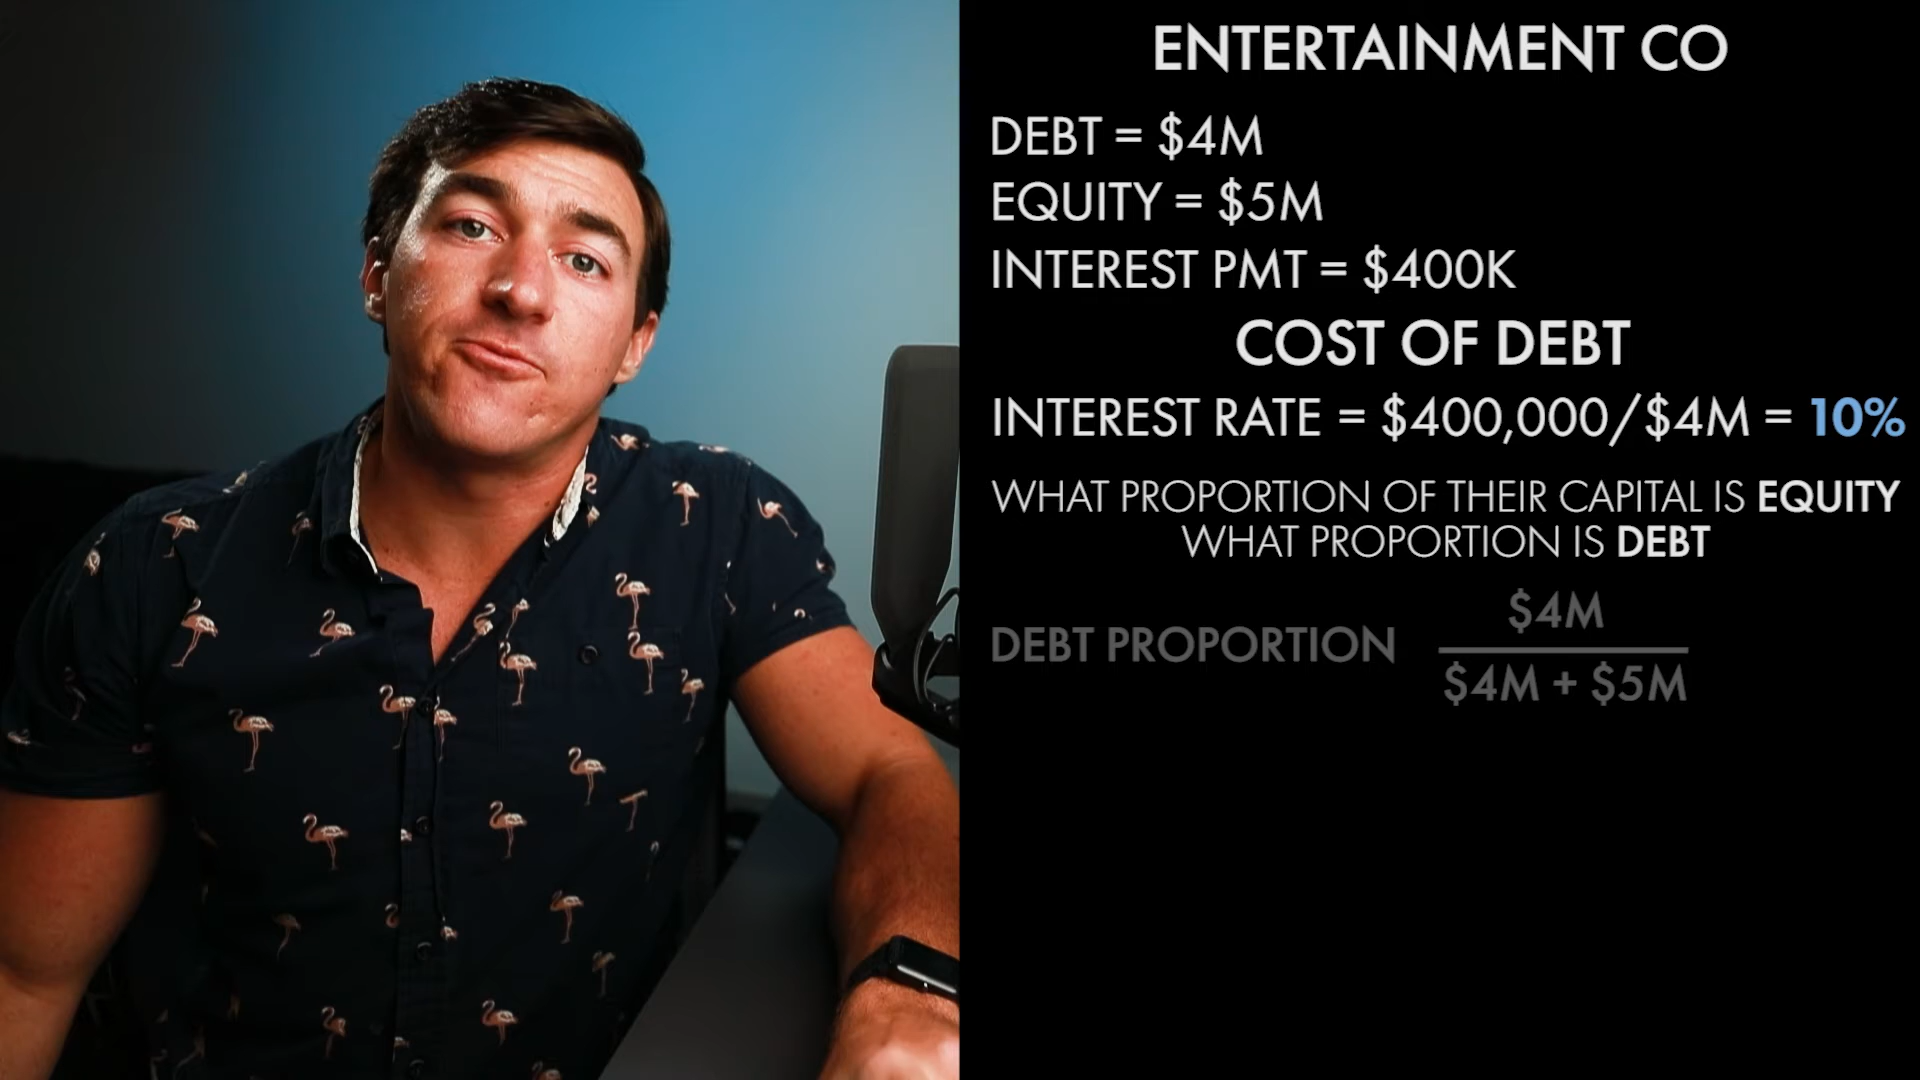 ENTERTAINMENT CO
DEBT = $4M
EQUITY = $5M
INTEREST PMT = $400K
COST OF DEBT
INTEREST RATE = $400,000/$4M = 10%
WHAT PROPORTION OF THEIR CAPITAL IS EQUITY
WHAT PROPORTION IS DEBT
DEBT PROPORTION
$4M
$4M + $5M